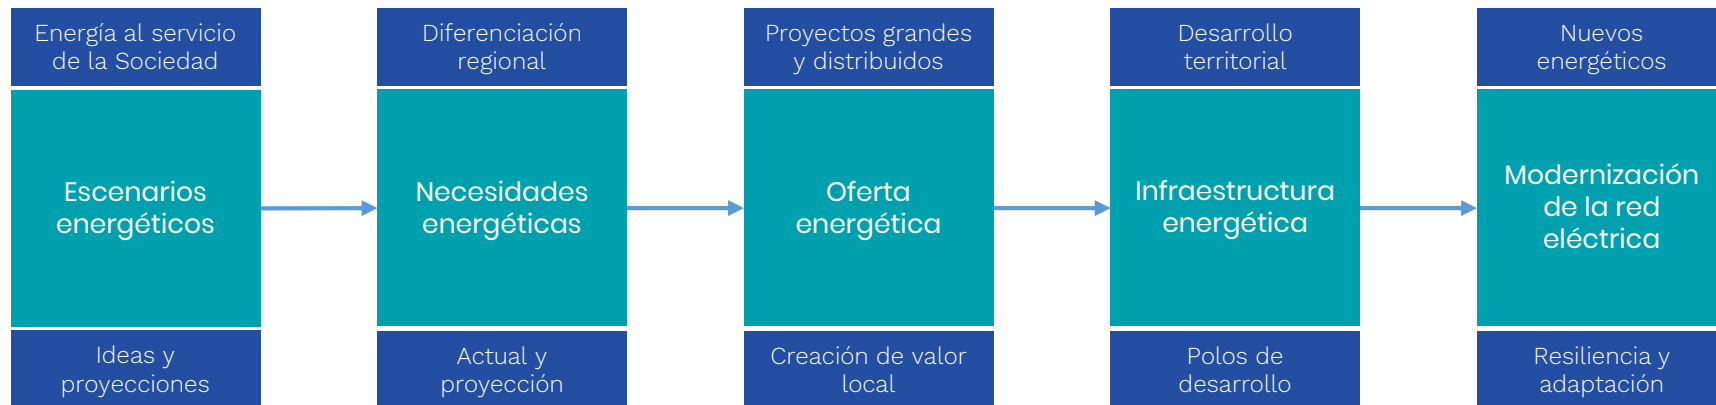 Energía al servicio
de la Sociedad
Escenarios
energéticos
Ideas y
proyecciones
Diferenciación
regional
Necesidades
energéticas
Actual y
proyección
Proyectos grandes
y distribuidos
Oferta
energética
Creación de valor
local
Desarrollo
territorial
Infraestructura
energética
Polos de
desarrollo
Nuevos
energéticos
Modernización
de la red
eléctrica
Resiliencia y
adaptación